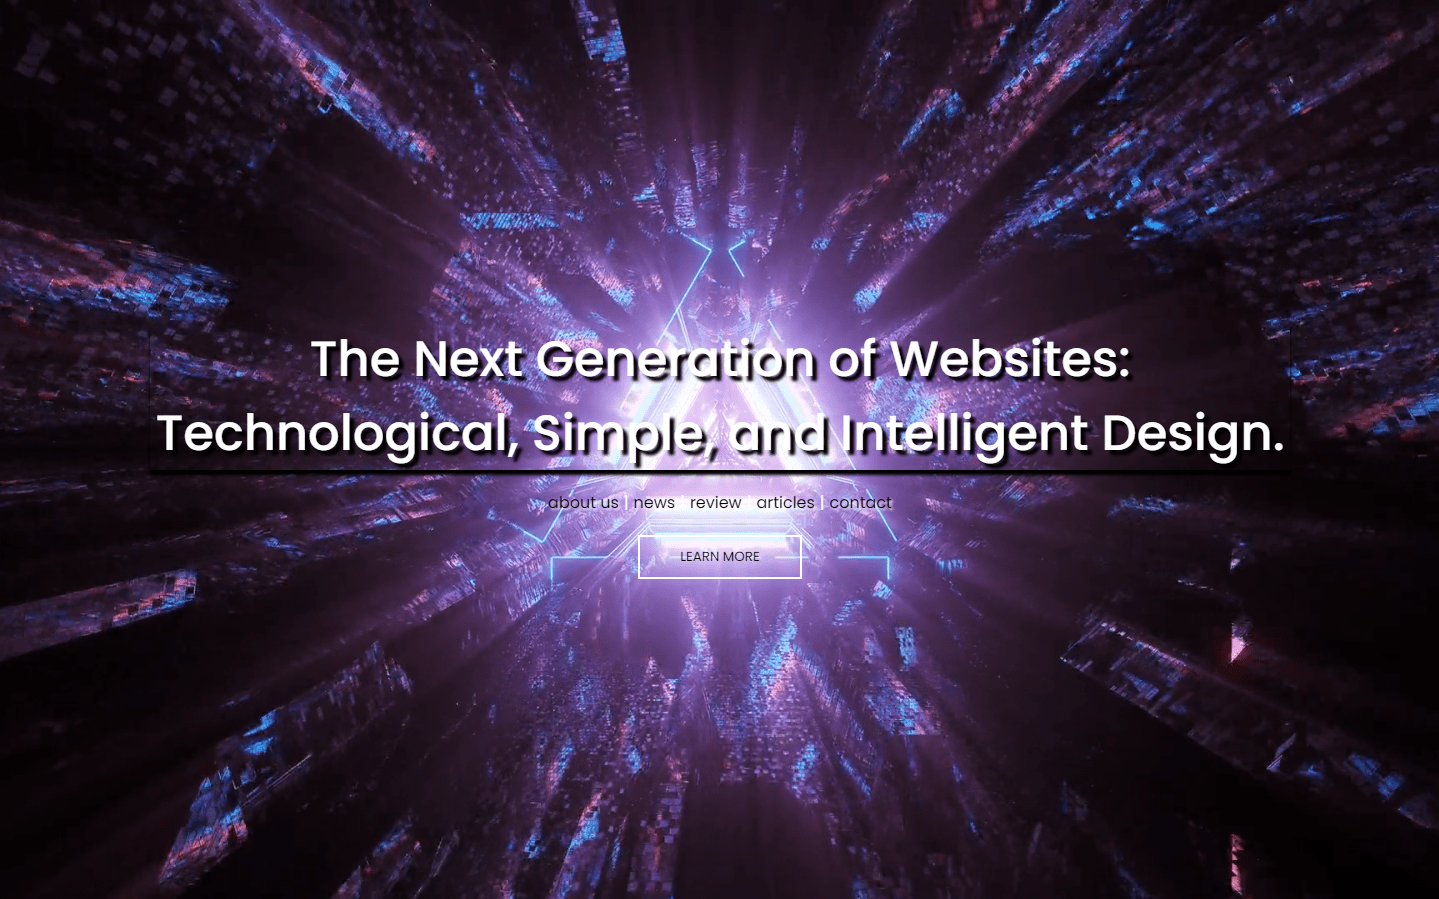 The Next Generation of Websites:
Technological, Simple, and Intelligent Design.
about us | news | review | articles | contact
LEARN MORE